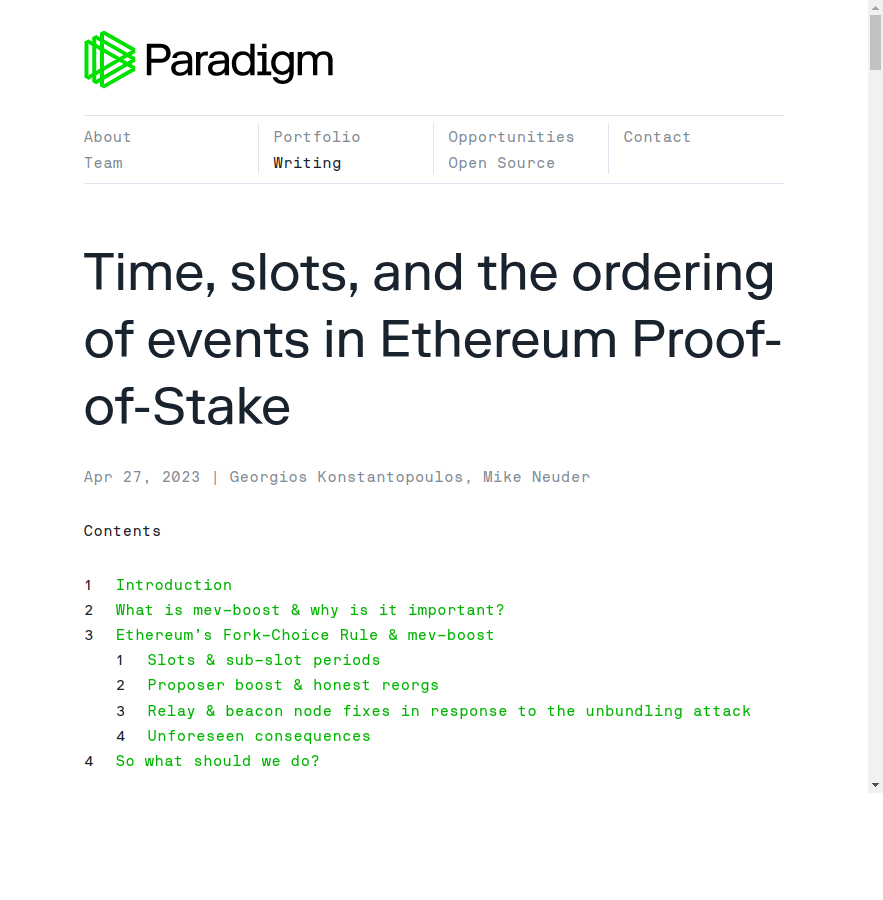 Paradigm
About
Team
Portfolio
Writing
Opportunities
Open Source
Contact
Time, slots, and the ordering
of events in Ethereum Proof-
of-Stake
Apr 27, 2023 | Georgios Konstantopoulos, Mike Neuder
Contents
1 Introduction
2 What is mev-boost & why is it important?
3 Ethereum's Fork-Choice Rule & mev-boost
1 Slots & sub-slot periods
2 Proposer boost & honest reorgs
3 Relay & beacon node fixes in response to the unbundling attack
4 Unforeseen consequences
4 So what should we do?